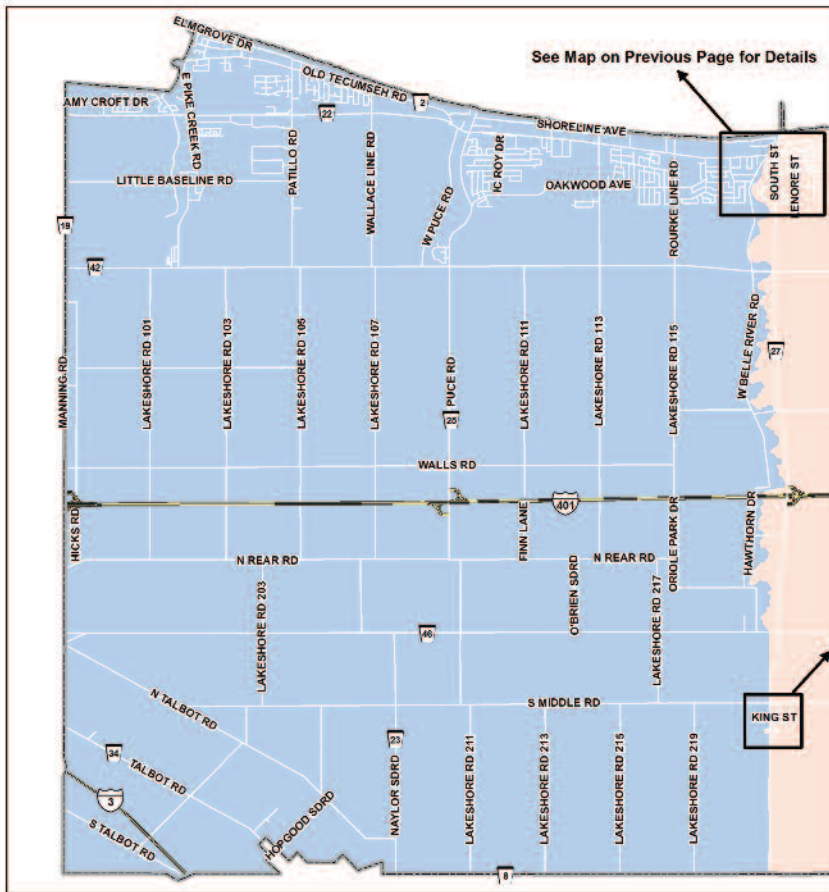 ELMGROVE DR
See Map on Previous Page for Details
OLD TECUMSEH RD
E PIKE CREEK RD
AMY CROFT DR
2
22
SHORELINE AVE
PATILLO RD
WALLACE LINE RD
IC ROY DR
SOUTH ST
LENORE ST
LITTLE BASELINE RD
OAKWOOD AVE
W PUCE RD
ROURKE LINE RD
19
42
W BELLE RIVER RD
27
MANNING RD
LAKESHORE RD 101
LAKESHORE RD 103
LAKESHORE RD 105
LAKESHORE RD 107
PUCE RD
25
LAKESHORE RD 111
LAKESHORE RD 113
LAKESHORE RD 115
WALLS RD
401
HICKS RD
FINN LANE
ORIOLE PARK DR
HAWTHORN DR
N REAR RD
N REAR RD
LAKESHORE RD 203
O'BRIEN SDRD
LAKESHORE RD 217
46
N TALBOT RD
S MIDDLE RD
KING ST
34
TALBOT RD
23
NAYLOR SDRD
LAKESHORE RD 211
LAKESHORE RD 213
LAKESHORE RD 215
LAKESHORE RD 219
3
HOPGOOD SDRD
S TALBOT RD
8